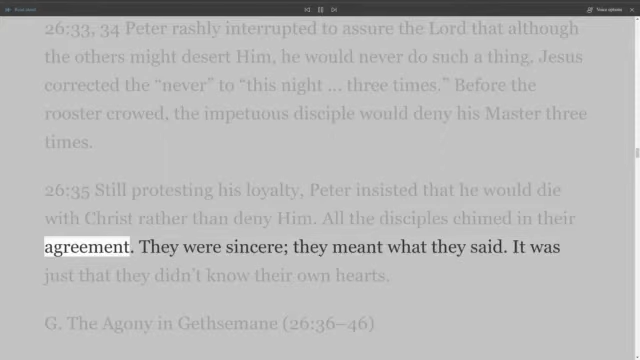 Read aloud
Voice options
26:33, 34 Peter rashly interrupted to assure the Lord that although
the others might desert Him, he would never do such a thing. Jesus
corrected the “never” to “this night … three times.” Before the
rooster crowed, the impetuous disciple would deny his Master three
times.
26:35 Still protesting his loyalty, Peter insisted that he would die
with Christ rather than deny Him. All the disciples chimed in their
agreement. They were sincere; they meant what they said. It was
just that they didn’t know their own hearts.
G. The Agony in Gethsemane (26:36–46)